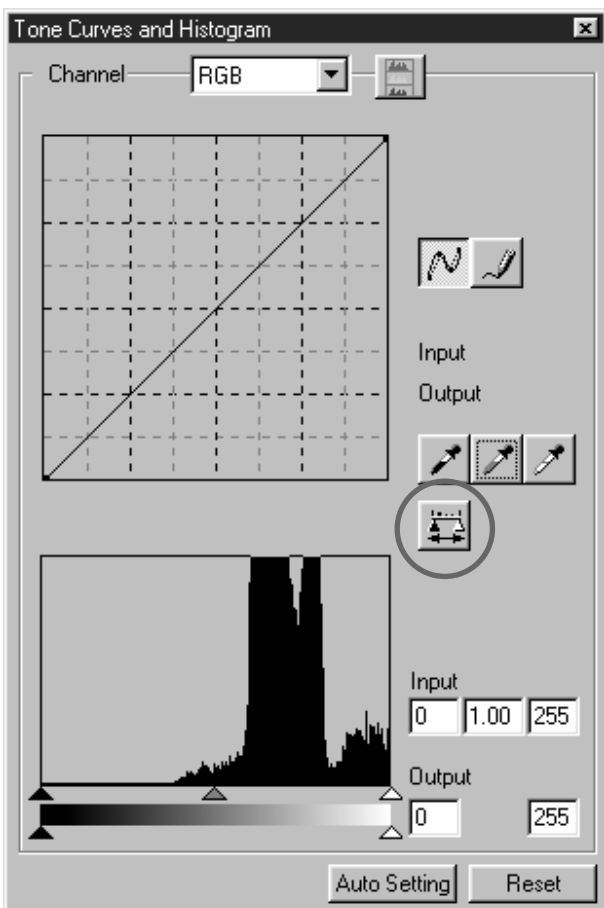 Tone Curves and Histogram
Channel RGB
Input
Output
Input
0 1.00 255
Output
0 255
Auto Setting Reset